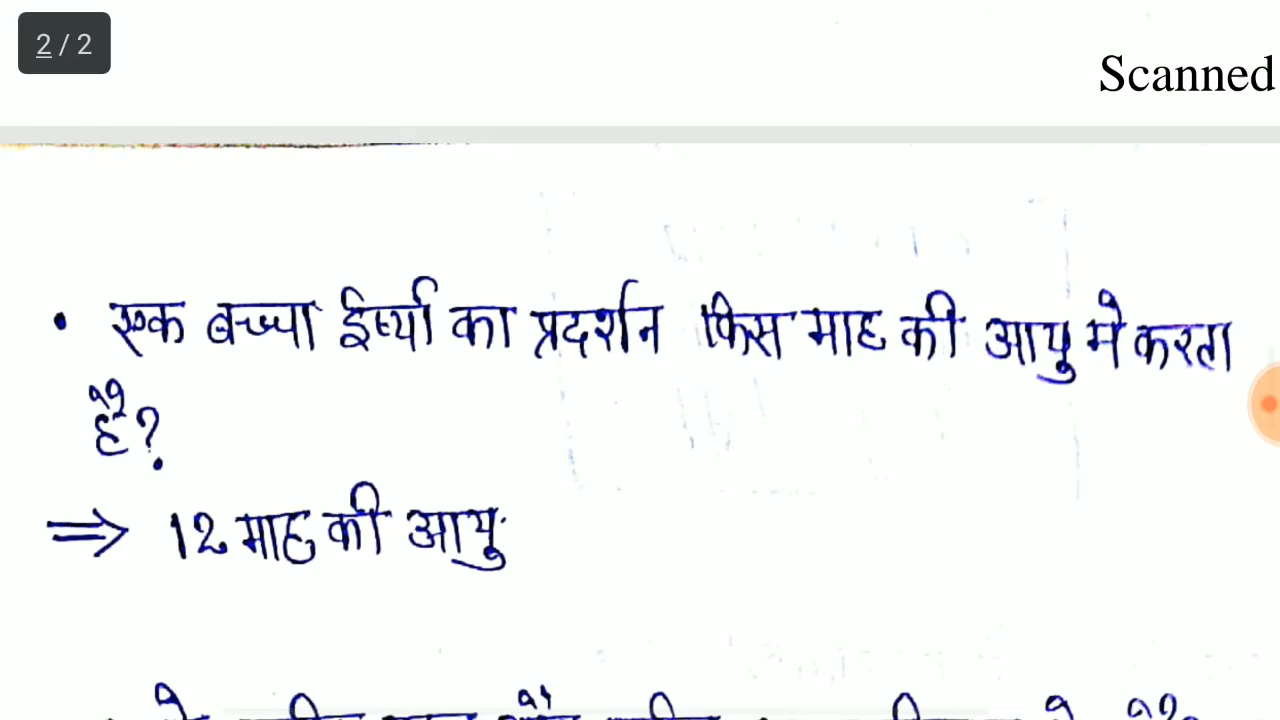 2 / 2
Scanned
• एक बच्चा ईर्ष्या का प्रदर्शन किस माह की आयु मे करता
है?
⇒ 12 माह की आयु